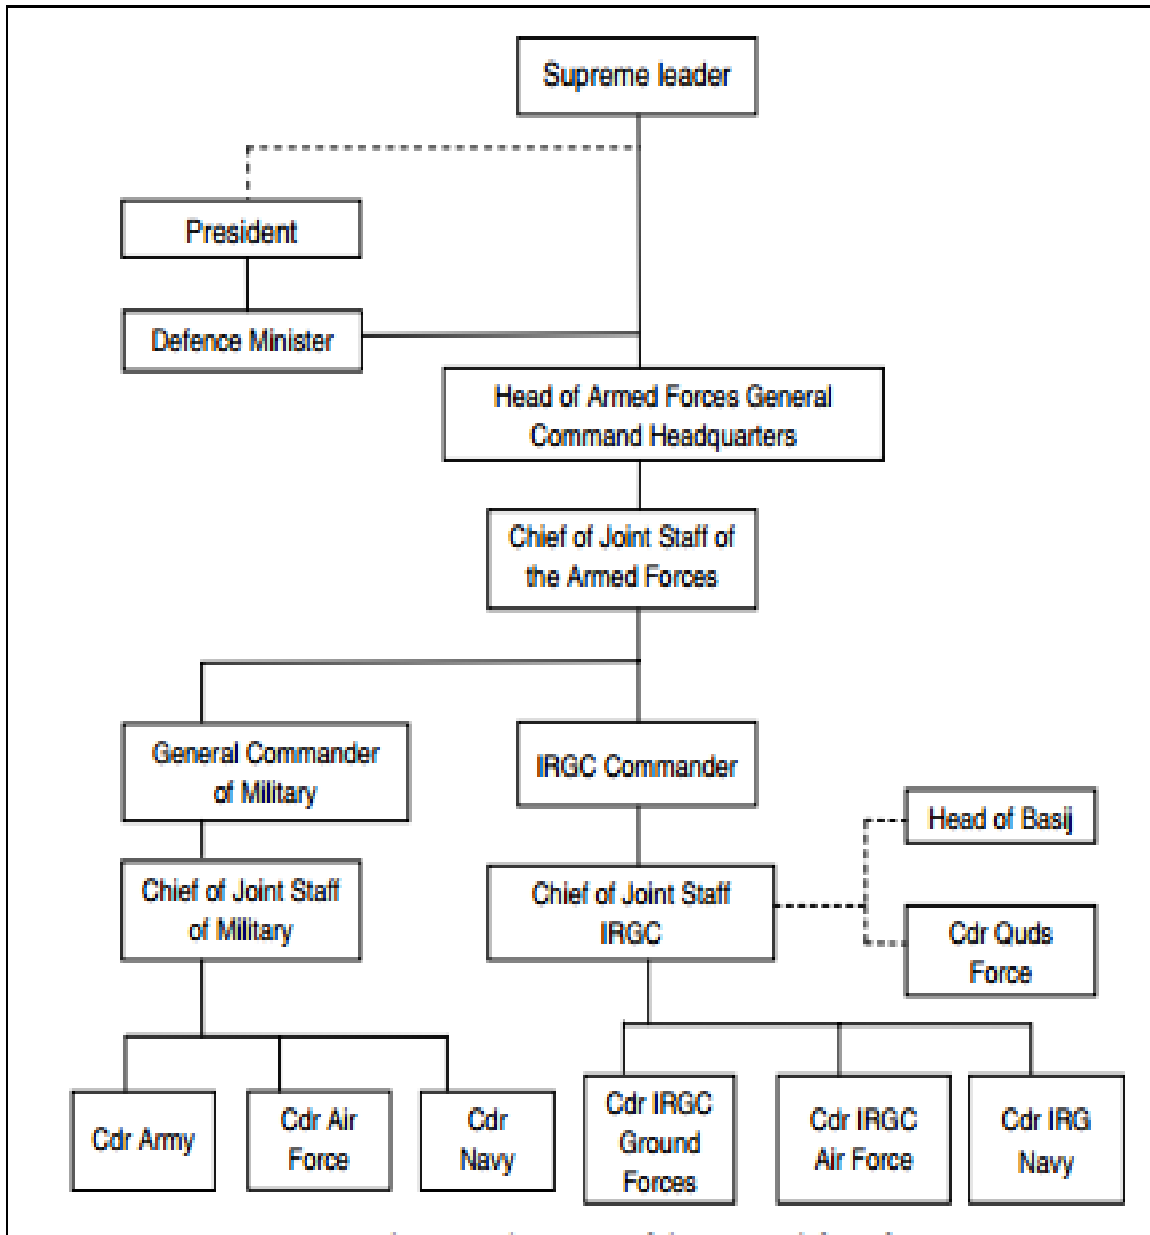 Supreme leader
President
Defence Minister
Head of Armed Forces General
Command Headquarters
Chief of Joint Staff of
the Armed Forces
General Commander
of Military
IRGC Commander
Head of Basij
Chief of Joint Staff
of Military
Chief of Joint Staff
IRGC
Cdr Quds
Force
Cdr Army
Cdr Air
Force
Cdr
Navy
Cdr IRGC
Ground
Forces
Cdr IRGC
Air Force
Cdr IRG
Navy